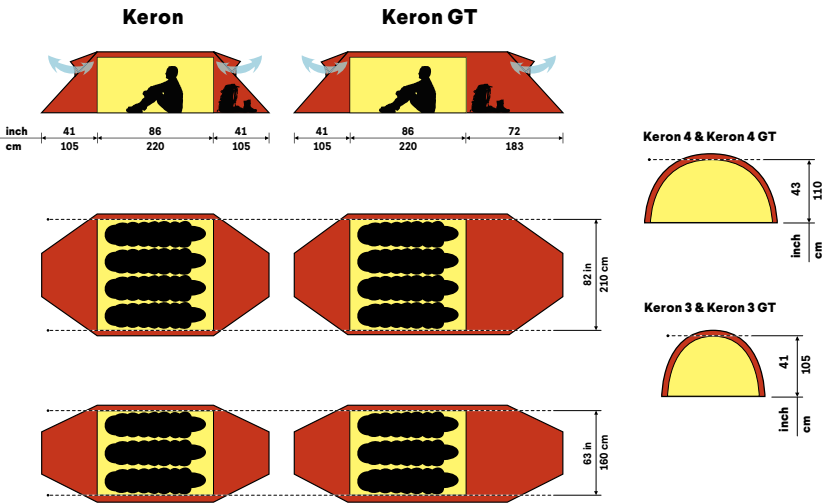 Keron
Keron GT
inch 41 86 41 41 86 72
cm 105 220 105 105 220 183
Keron 4 & Keron 4 GT
43 110
inch cm
82 in 210 cm
Keron 3 & Keron 3 GT
41 105
inch cm
63 in 160 cm